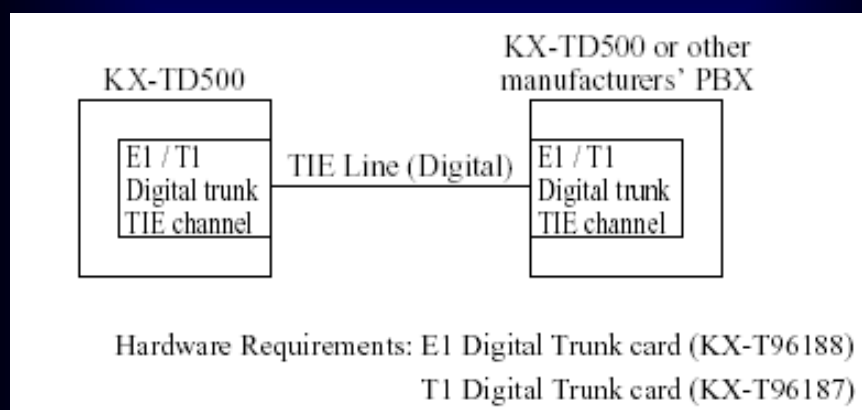 KX-TD500
KX-TD500 or other
manufacturers’ PBX
E1 / T1
Digital trunk
TIE channel
TIE Line (Digital)
E1 / T1
Digital trunk
TIE channel
Hardware Requirements: E1 Digital Trunk card (KX-T96188)
T1 Digital Trunk card (KX-T96187)